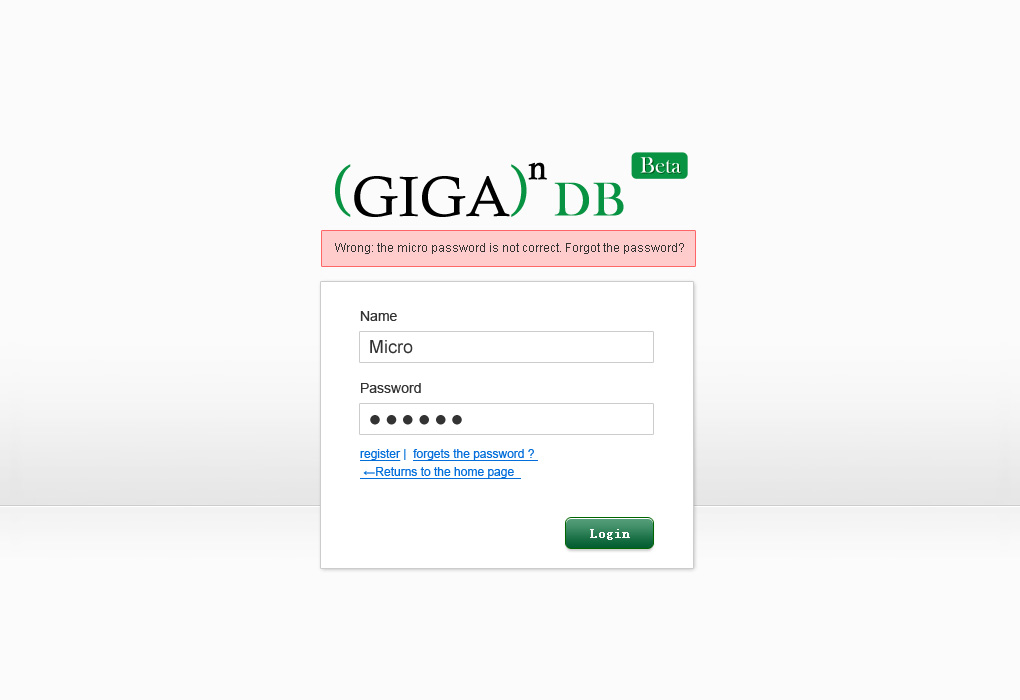 (GIGA)n DB Beta
Wrong: the micro password is not correct. Forgot the password?
Name
Micro
Password
●●●●●●
register | forgets the password ?
←Returns to the home page
Login